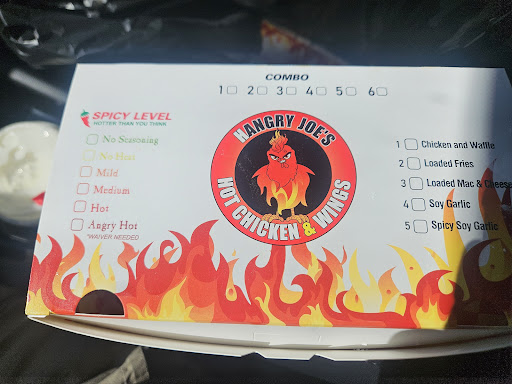 COMBO
1 2 3 4 5 6
SPICY LEVEL
HOTTER THAN YOU THINK
No Seasoning
No Heat
Mild
Medium
Hot
Angry Hot
*WAIVER NEEDED
HANGRY JOE'S
HOT CHICKEN & WINGS
1 Chicken and Waffle
2 Loaded Fries
3 Loaded Mac & Cheese
4 Soy Garlic
5 Spicy Soy Garlic